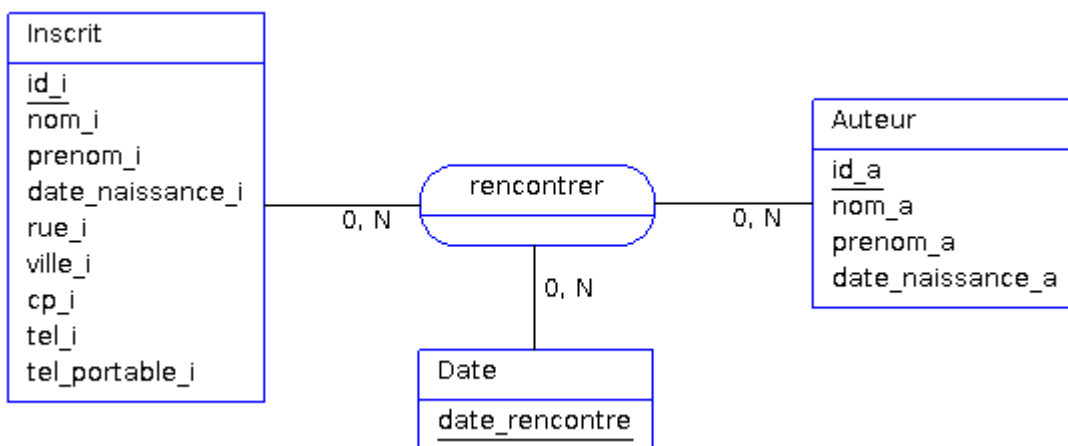 Inscrit
id_i
nom_i
prenom_i
date_naissance_i
rue_i
ville_i
cp_i
tel_i
tel_portable_i
0, N
rencontrer
0, N
0, N
Auteur
id_a
nom_a
prenom_a
date_naissance_a
Date
date_rencontre